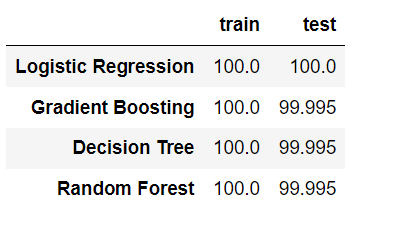 train test
Logistic Regression 100.0 100.0
Gradient Boosting 100.0 99.995
Decision Tree 100.0 99.995
Random Forest 100.0 99.995